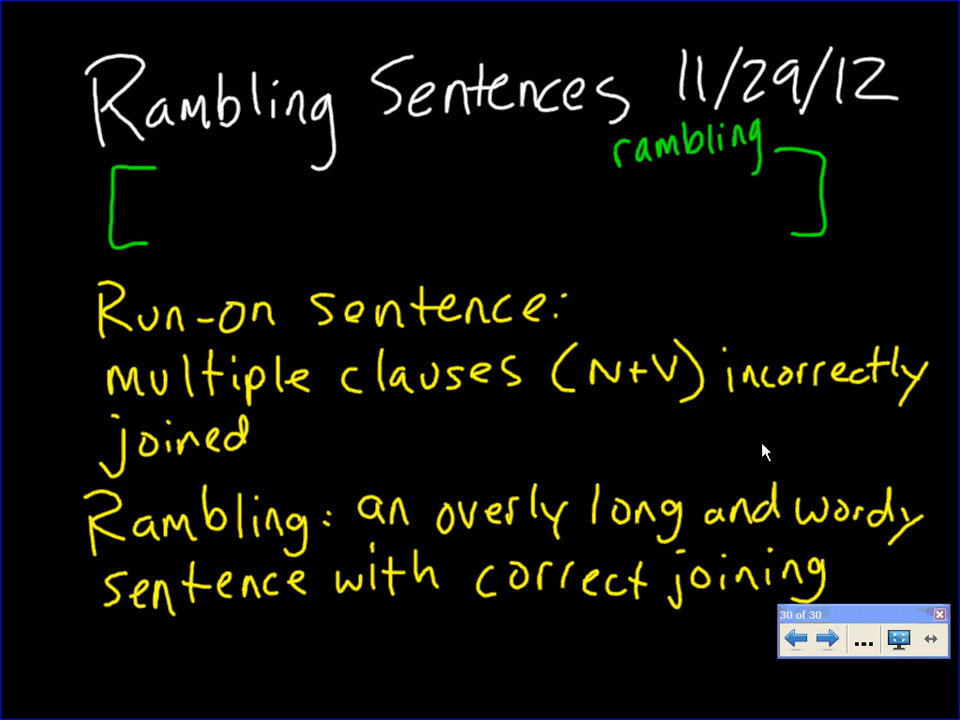 Rambling Sentences 11/29/12
rambling
Run-on sentence:
multiple clauses (N+V) incorrectly
joined
Rambling: an overly long and wordy
sentence with correct joining
30 of 30
...